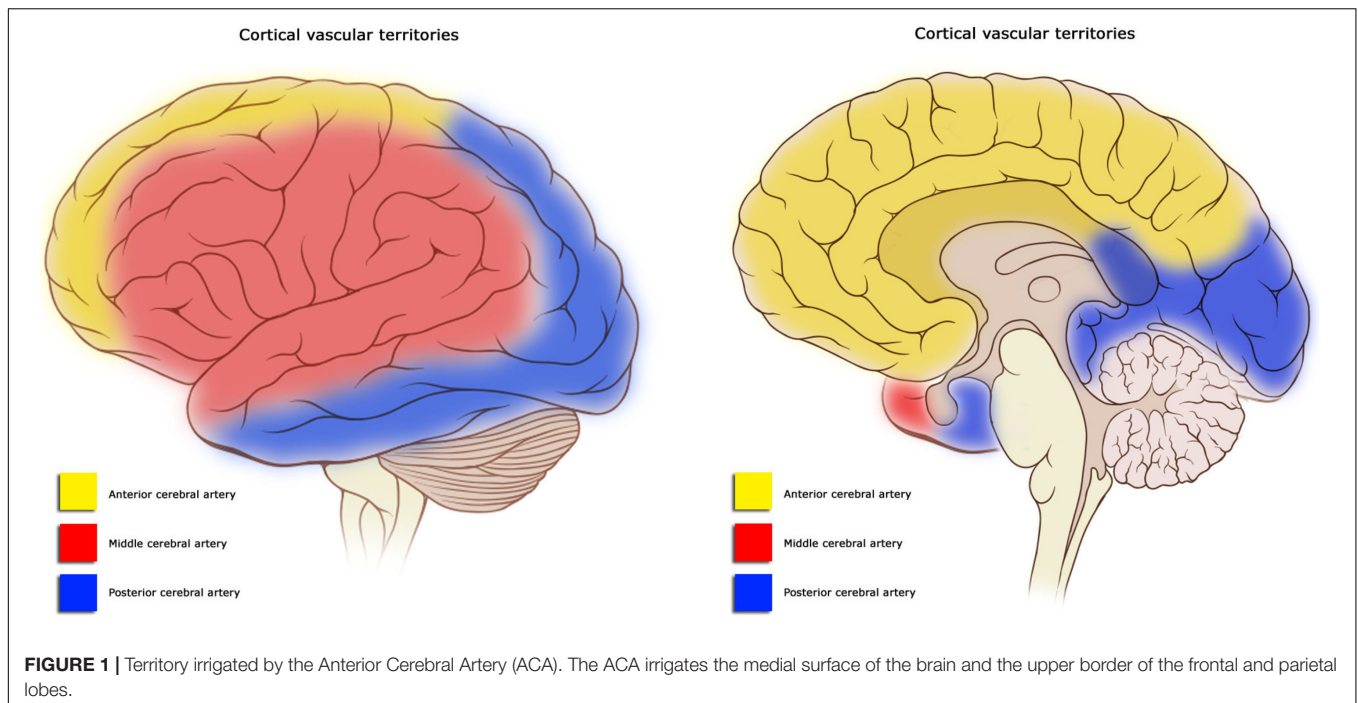 Cortical vascular territories
Anterior cerebral artery
Middle cerebral artery
Posterior cerebral artery
Cortical vascular territories
Anterior cerebral artery
Middle cerebral artery
Posterior cerebral artery
FIGURE 1 | Territory irrigated by the Anterior Cerebral Artery (ACA). The ACA irrigates the medial surface of the brain and the upper border of the frontal and parietal
lobes.